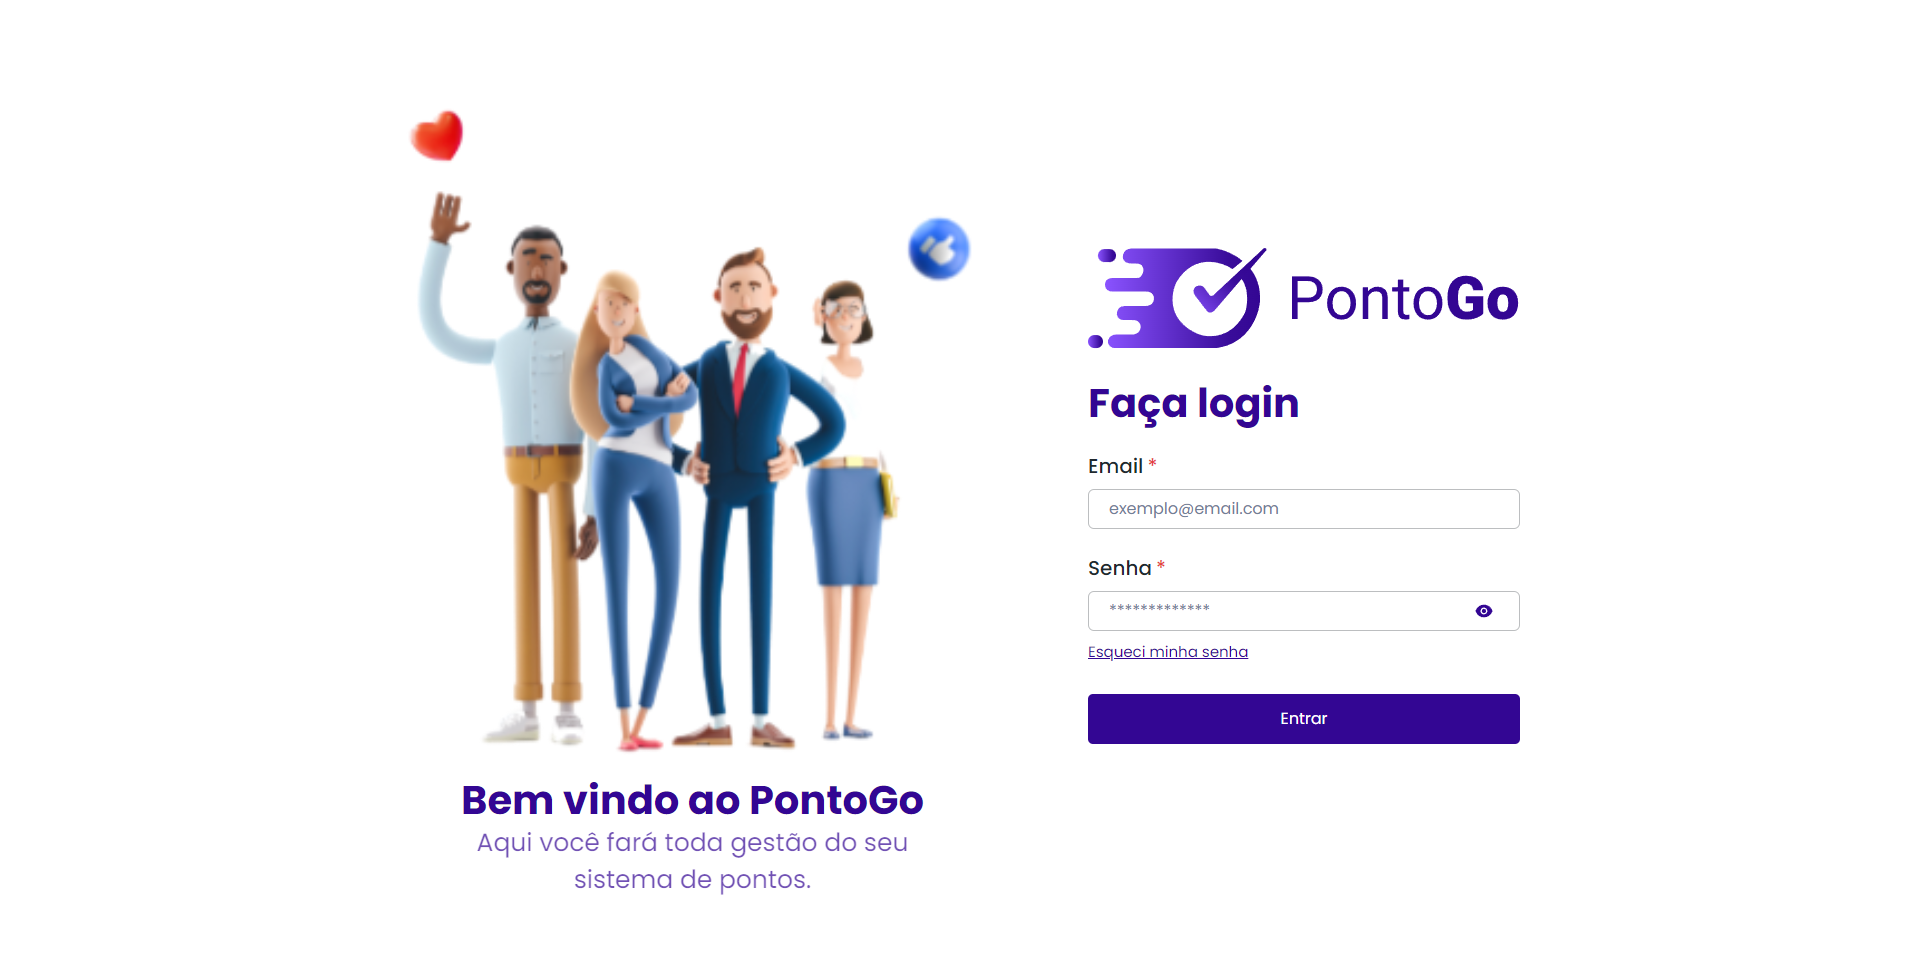 PontoGo
Faça login
Email *
exemplo@email.com
Senha *
*************
Esqueci minha senha
Entrar
Bem vindo ao PontoGo
Aqui você fará toda gestão do seu
sistema de pontos.